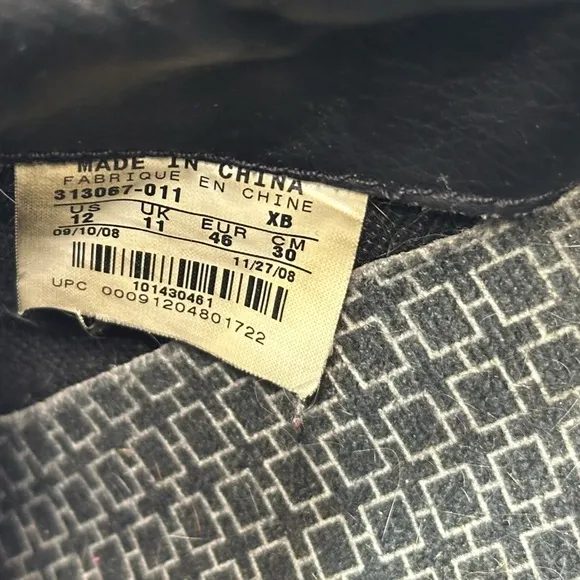 MADE IN CHINA
FABRIQUE EN CHINE
313067-011 XB
US UK EUR CM
12 11 46 30
09/10/08 11/27/08
101430461
UPC 00091204801722